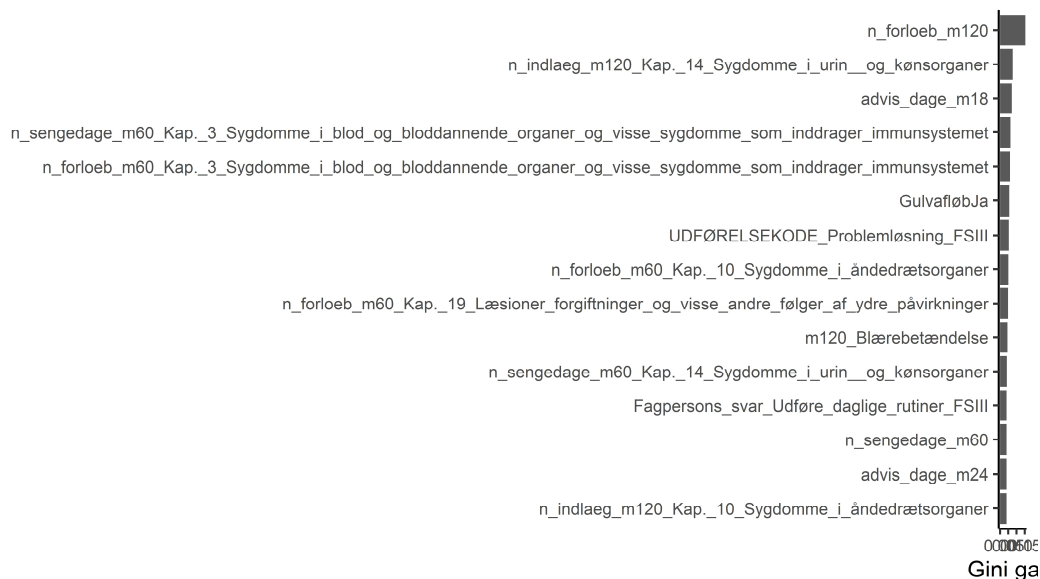 n_forloeb_m120
n_indlaeg_m120_Kap._14_Sygdomme_i_urin__og_kønsorganer
advis_dage_m18
n_sengedage_m60_Kap._3_Sygdomme_i_blod_og_bloddannende_organer_og_visse_sygdomme_som_inddrager_immunsystemet
n_forloeb_m60_Kap._3_Sygdomme_i_blod_og_bloddannende_organer_og_visse_sygdomme_som_inddrager_immunsystemet
GulvafløbJa
UDFØRELSEKODE_Problemløsning_FSIII
n_forloeb_m60_Kap._10_Sygdomme_i_åndedrætsorganer
n_forloeb_m60_Kap._19_Læsioner_forgiftninger_og_visse_andre_følger_af_ydre_påvirkninger
m120_Blærebetændelse
n_sengedage_m60_Kap._14_Sygdomme_i_urin__og_kønsorganer
Fagpersons_svar_Udføre_daglige_rutiner_FSIII
n_sengedage_m60
advis_dage_m24
n_indlaeg_m120_Kap._10_Sygdomme_i_åndedrætsorganer
Gini ga